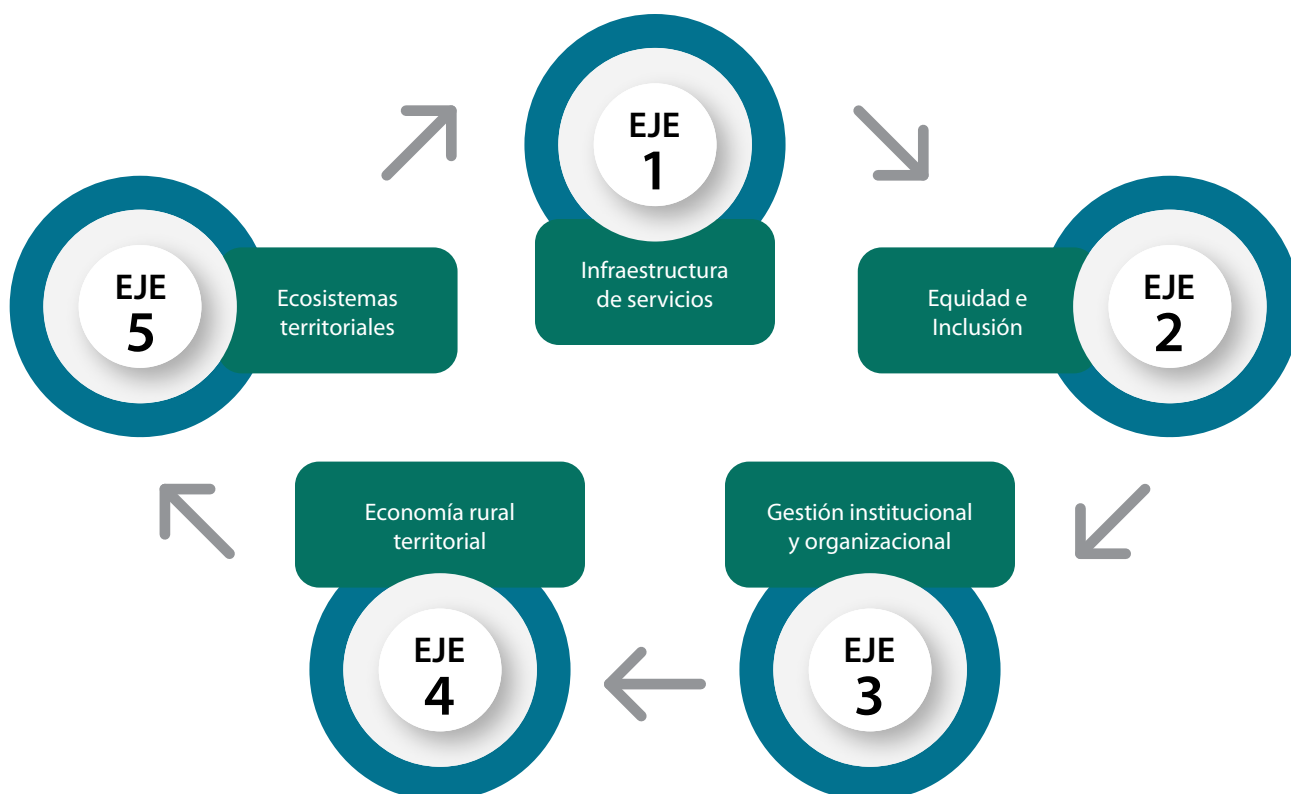 EJE
1
Infraestructura
de servicios
EJE
2
Equidad e
Inclusión
EJE
3
Gestión institucional
y organizacional
EJE
4
Economía rural
territorial
EJE
5
Ecosistemas
territoriales